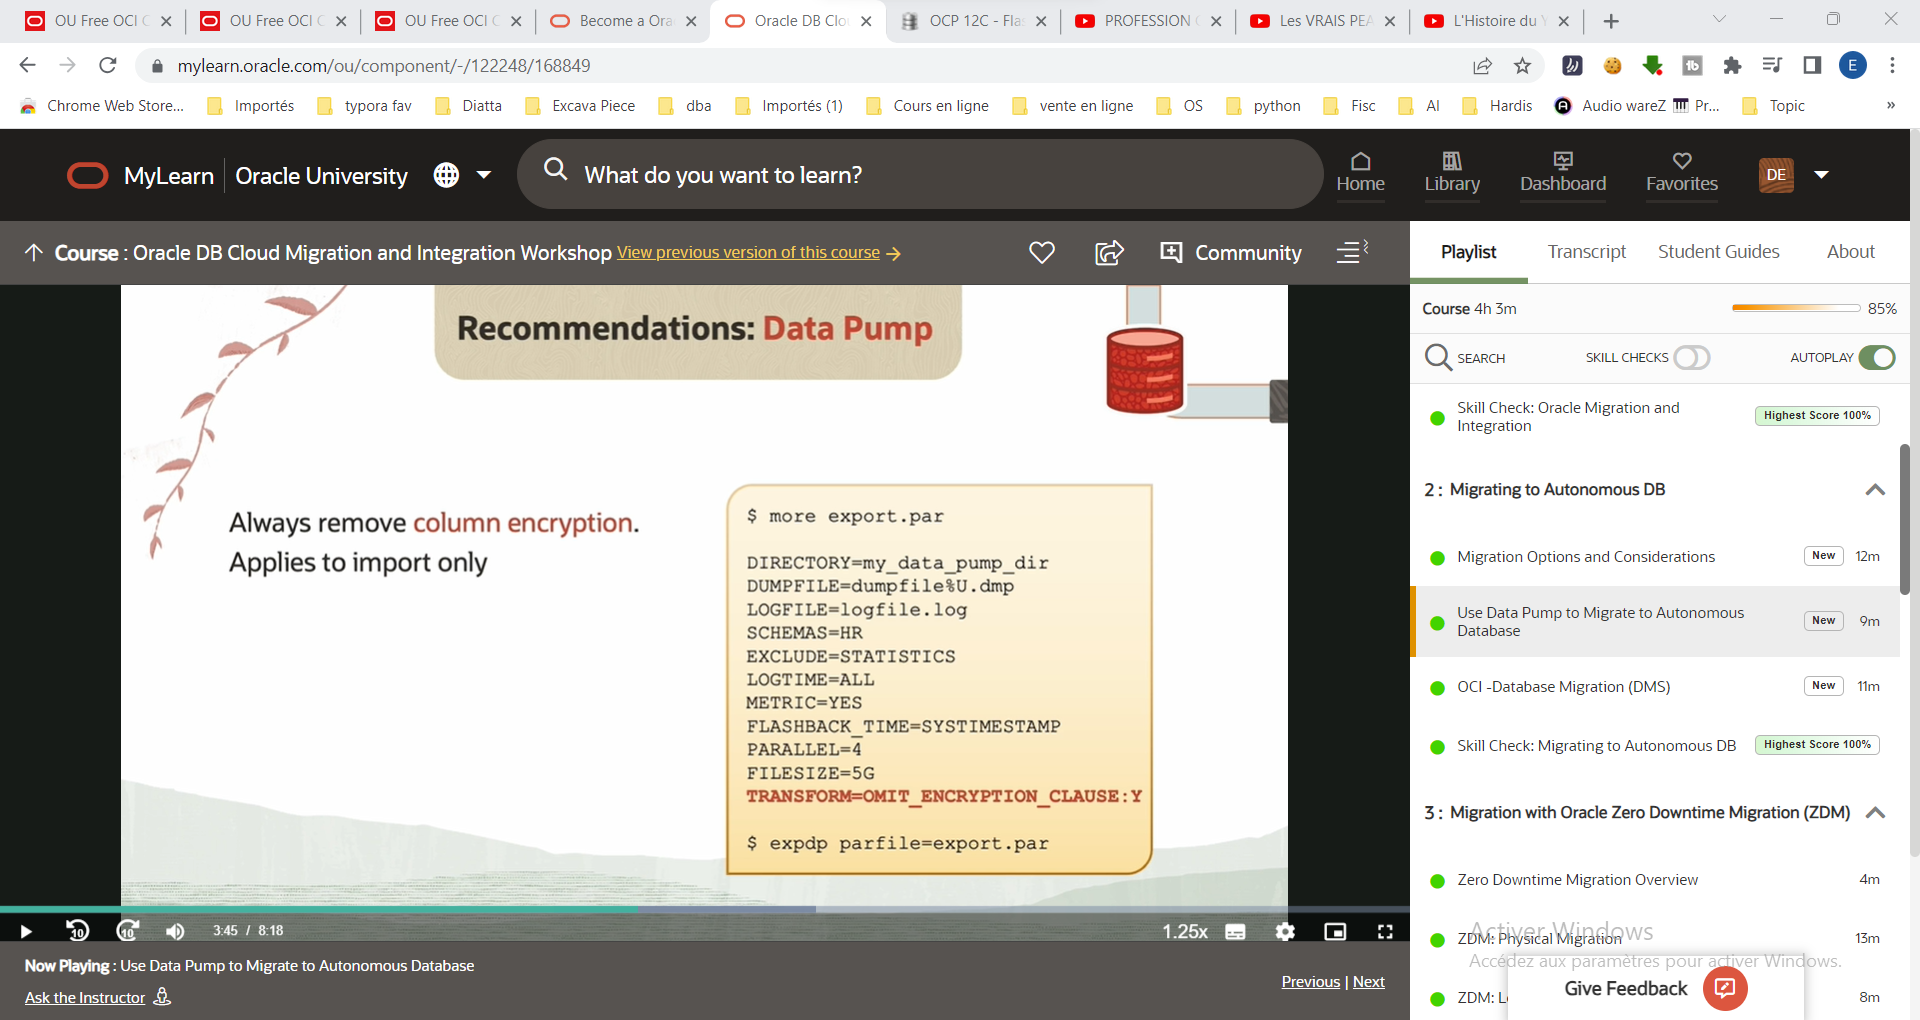 OU Free OCI C
OU Free OCI C
OU Free OCI C
Become a Ora
Oracle DB Clo
OCP 12C - Fla
PROFESSION
Les VRAIS PEA
L'Histoire du Y
mylearn.oracle.com/ou/component/-/122248/168849
E
Chrome Web Store...
Importés
typora fav
Diatta
Excava Piece
dba
Importés (1)
Cours en ligne
vente en ligne
OS
python
Fisc
AI
Hardis
Audio wareZ
Pr...
Topic
»
MyLearn
Oracle University
What do you want to learn?
Home
Library
Dashboard
Favorites
DE
Course : Oracle DB Cloud Migration and Integration Workshop View previous version of this course →
Community
Playlist
Transcript
Student Guides
About
Course 4h 3m
85%
SEARCH
SKILL CHECKS
AUTOPLAY
Recommendations: Data Pump
Always remove column encryption.
Applies to import only
$ more export.par
DIRECTORY=my_data_pump_dir
DUMPFILE=dumpfile%U.dmp
LOGFILE=logfile.log
SCHEMAS=HR
EXCLUDE=STATISTICS
LOGTIME=ALL
METRIC=YES
FLASHBACK_TIME=SYSTIMESTAMP
PARALLEL=4
FILESIZE=5G
TRANSFORM=OMIT_ENCRYPTION_CLAUSE:Y
$ expdp parfile=export.par
10
10
3:45 / 8:18
1.25x
Now Playing : Use Data Pump to Migrate to Autonomous Database
Ask the Instructor
Previous | Next
Skill Check: Oracle Migration and
Integration
Highest Score 100%
2 : Migrating to Autonomous DB
Migration Options and Considerations
New
12m
Use Data Pump to Migrate to Autonomous
Database
New
9m
OCI -Database Migration (DMS)
New
11m
Skill Check: Migrating to Autonomous DB
Highest Score 100%
3 : Migration with Oracle Zero Downtime Migration (ZDM)
Zero Downtime Migration Overview
4m
Activer Windows
ZDM: Physical Migration
13m
Accédez aux paramètres pour activer Windows.
ZDM: L
8m
Give Feedback